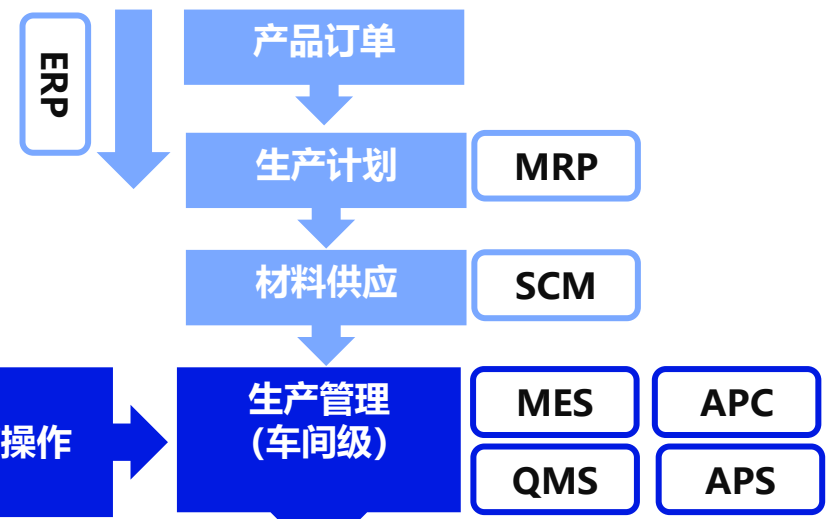 ERP
产品订单
生产计划
MRP
材料供应
SCM
操作
生产管理
（车间级）
MES
APC
QMS
APS